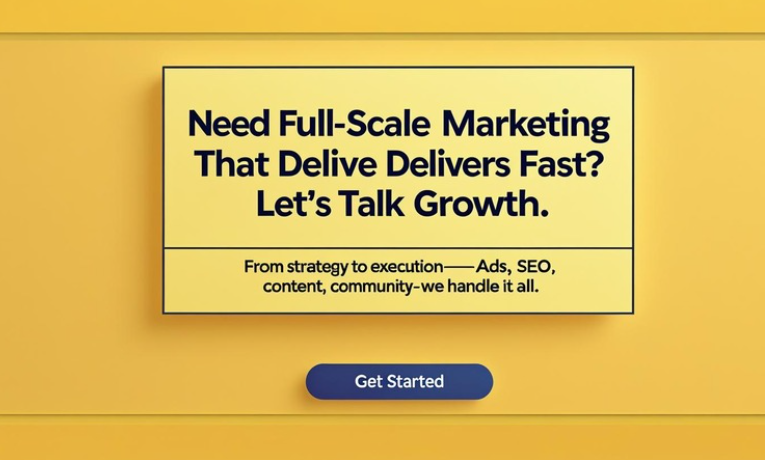 Need Full-Scale Marketing
That Delive Delivers Fast?
Let's Talk Growth.
From strategy to execution——Ads, SEO,
content, community-we handle it all.
Get Started